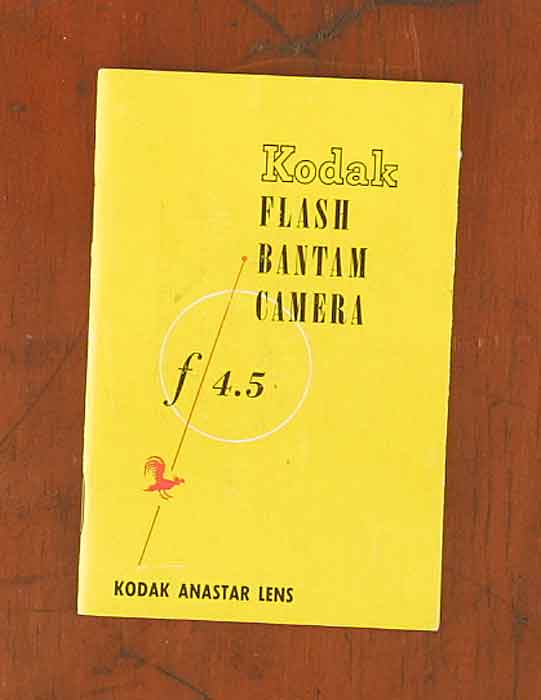 Kodak
FLASH
BANTAM
CAMERA
f 4.5
KODAK ANASTAR LENS